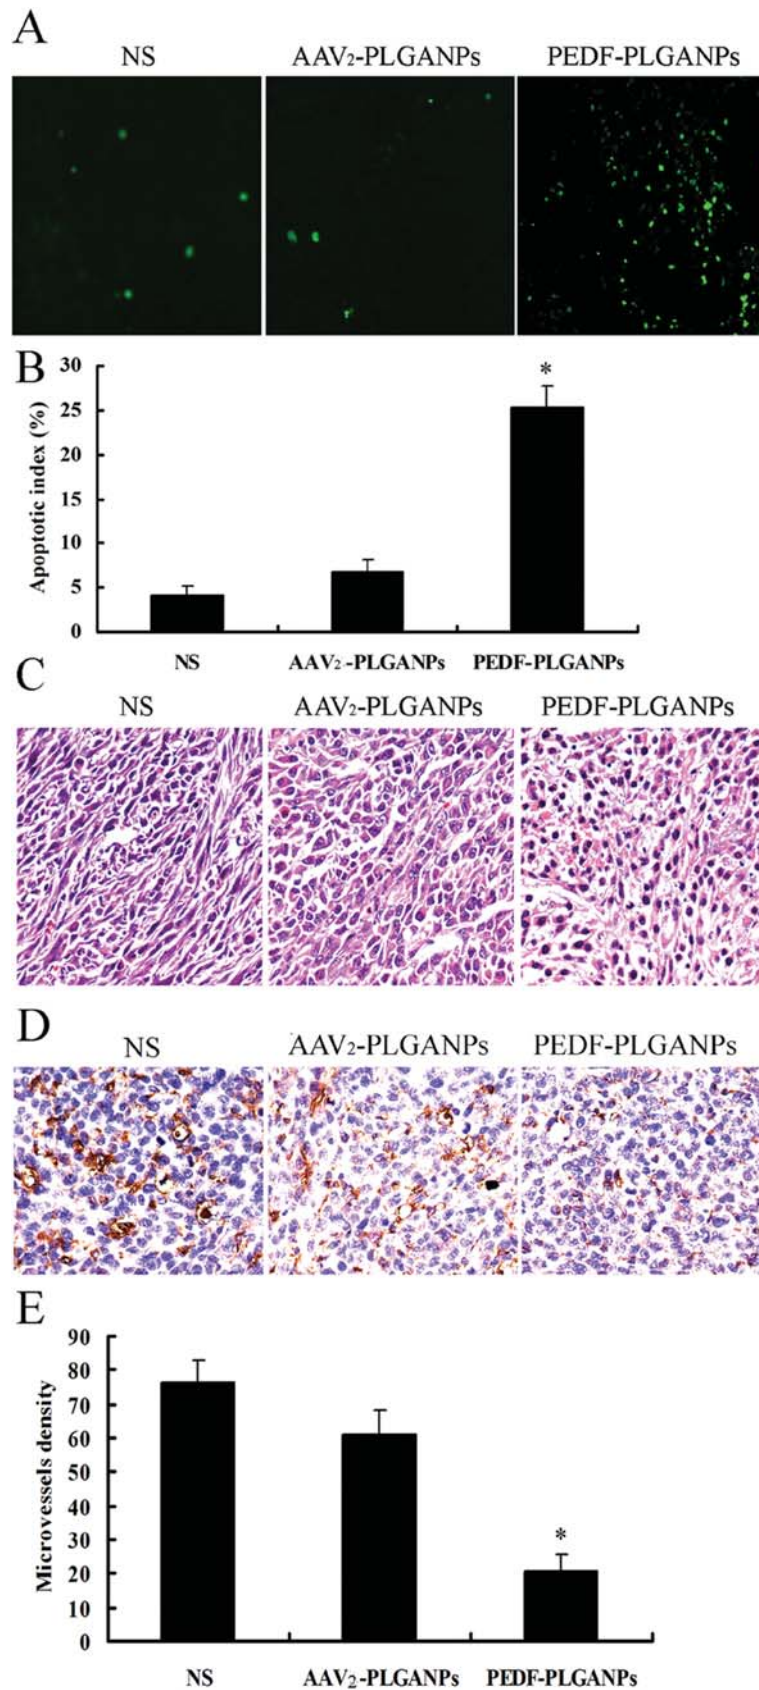 A
NS AAV₂-PLGANPs PEDF-PLGANPs
B
30
25
20
15
10
5
0
Apoptotic index (%)
*
NS AAV₂-PLGANPs PEDF-PLGANPs
C
NS AAV₂-PLGANPs PEDF-PLGANPs
D
NS AAV₂-PLGANPs PEDF-PLGANPs
E
90
80
70
60
50
40
30
20
10
0
Microvessels density
*
NS AAV2-PLGANPs PEDF-PLGANPs